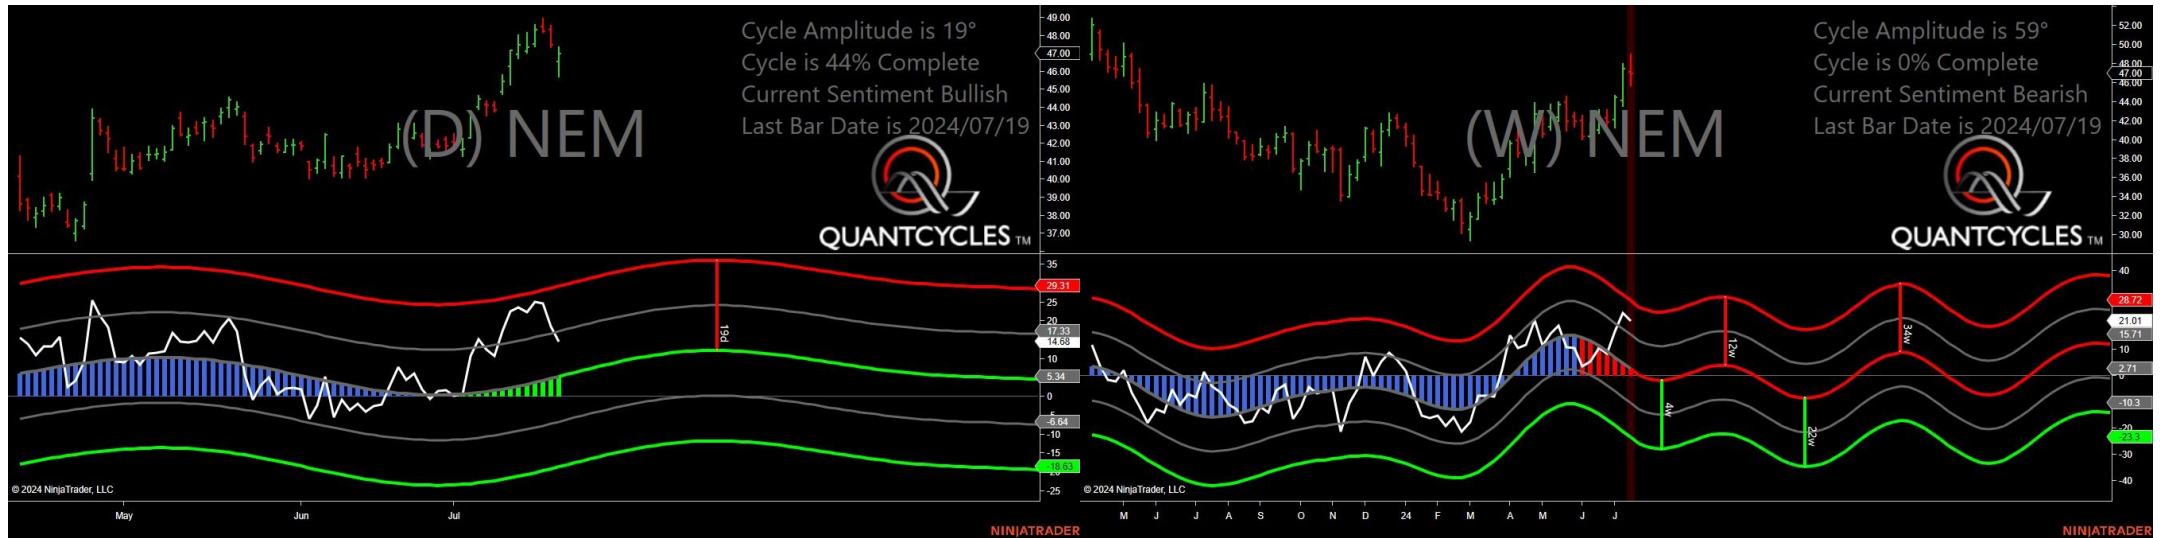 Cycle Amplitude is 19°
Cycle is 44% Complete
Current Sentiment Bullish
Last Bar Date is 2024/07/19
(D) NEM
QUANTCYCLES TM
49.00
48.00
47.00
46.00
45.00
44.00
43.00
42.00
41.00
40.00
39.00
38.00
37.00
35
29.31
25
20
17.33
14.68
10
5.34
0
-6.64
-10
-15
-18.63
-25
19d
© 2024 NinjaTrader, LLC
May Jun Jul
NINJATRADER
Cycle Amplitude is 59°
Cycle is 0% Complete
Current Sentiment Bearish
Last Bar Date is 2024/07/19
(W) NEM
QUANTCYCLES TM
52.00
50.00
48.00
47.00
46.00
44.00
42.00
40.00
38.00
36.00
34.00
32.00
30.00
40
28.72
21.01
15.71
10
2.71
-10.3
-20
-23.3
-30
-40
4w
12w
22w
34w
© 2024 NinjaTrader, LLC
M J J A S O N D 24 F M A M J J
NINJATRADER